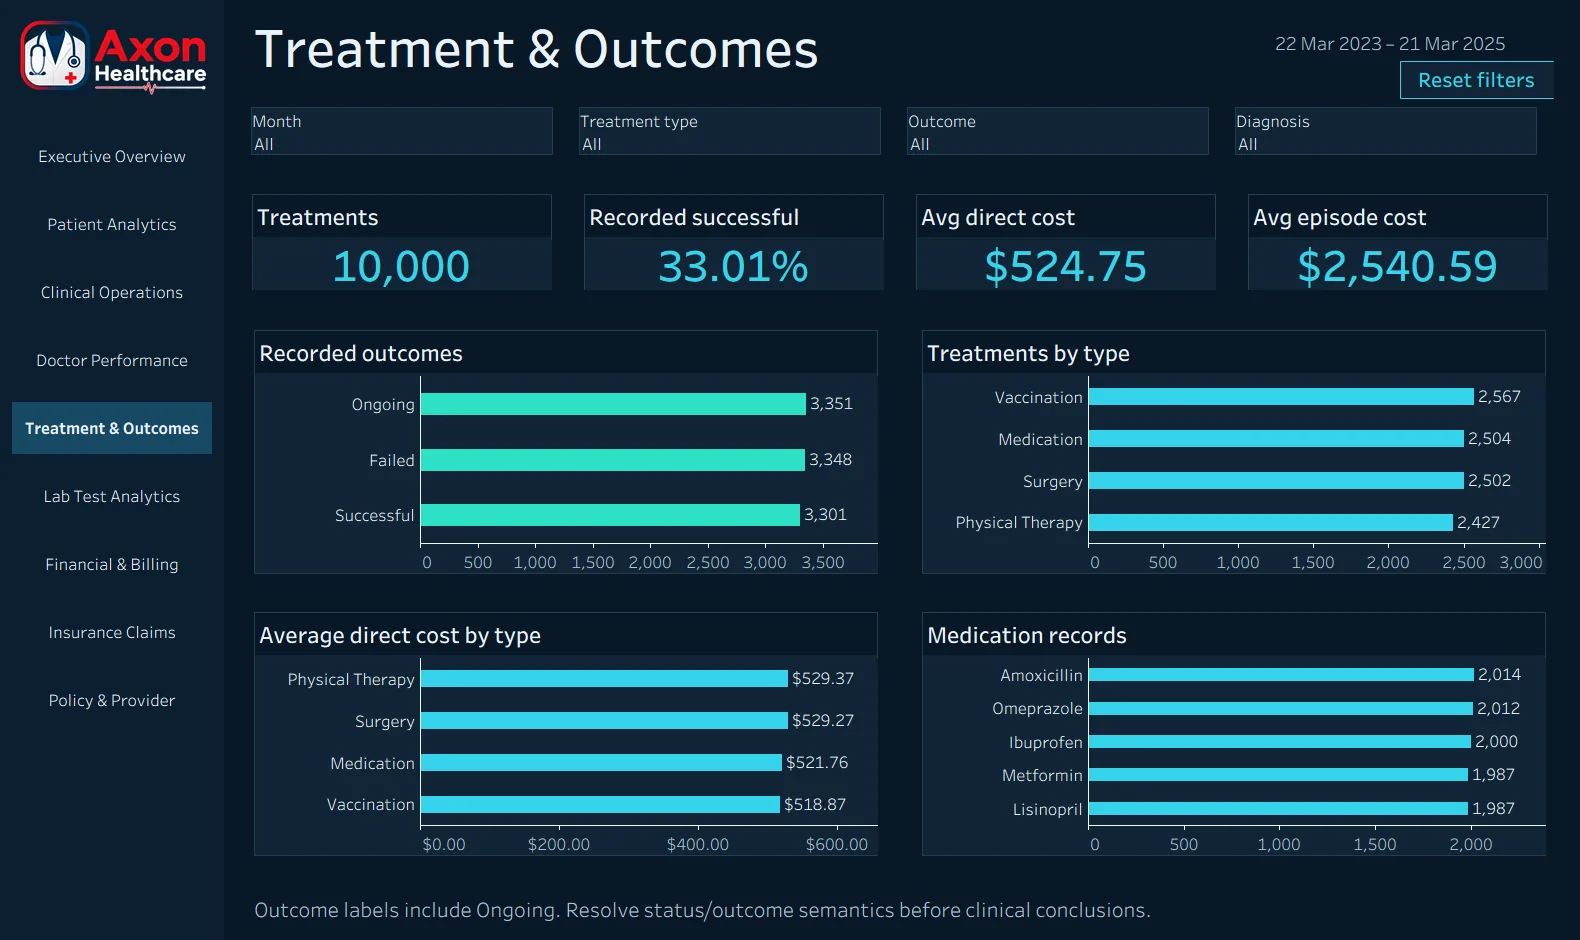 Axon
Healthcare
Treatment & Outcomes
22 Mar 2023 – 21 Mar 2025
Reset filters
Month
All
Treatment type
All
Outcome
All
Diagnosis
All
Executive Overview
Patient Analytics
Clinical Operations
Doctor Performance
Treatment & Outcomes
Lab Test Analytics
Financial & Billing
Insurance Claims
Policy & Provider
Treatments
10,000
Recorded successful
33.01%
Avg direct cost
$524.75
Avg episode cost
$2,540.59
Recorded outcomes
Ongoing 3,351
Failed 3,348
Successful 3,301
0 500 1,000 1,500 2,000 2,500 3,000 3,500
Treatments by type
Vaccination 2,567
Medication 2,504
Surgery 2,502
Physical Therapy 2,427
0 500 1,000 1,500 2,000 2,500 3,000
Average direct cost by type
Physical Therapy $529.37
Surgery $529.27
Medication $521.76
Vaccination $518.87
$0.00 $200.00 $400.00 $600.00
Medication records
Amoxicillin 2,014
Omeprazole 2,012
Ibuprofen 2,000
Metformin 1,987
Lisinopril 1,987
0 500 1,000 1,500 2,000
Outcome labels include Ongoing. Resolve status/outcome semantics before clinical conclusions.